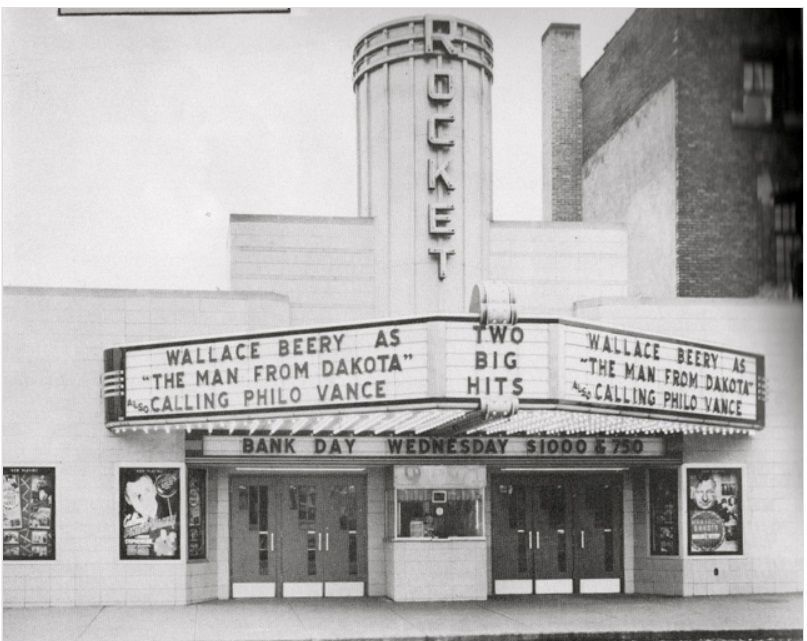 ROCKET
WALLACE BEERY AS
"THE MAN FROM DAKOTA"
ALSO CALLING PHILO VANCE
TWO
BIG
HITS
WALLACE BEERY AS
"THE MAN FROM DAKOTA"
ALSO CALLING PHILO VANCE
BANK DAY WEDNESDAY $1000 & 750